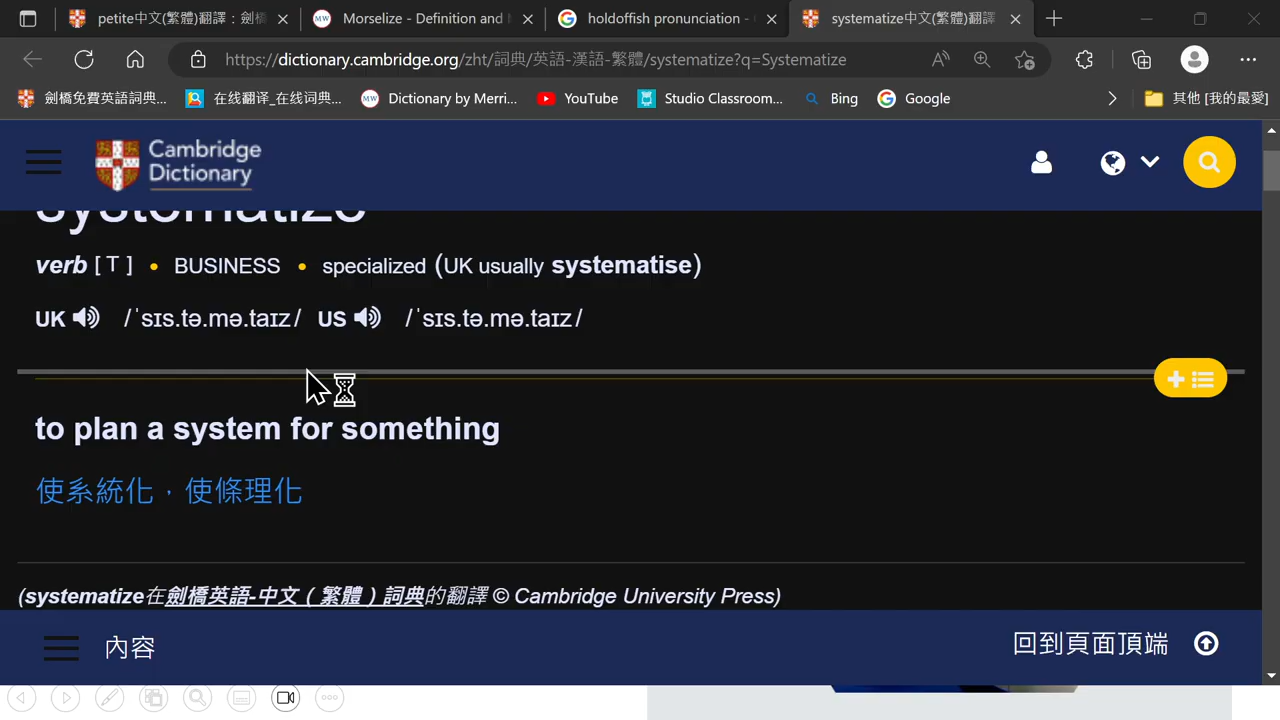 petite中文(繁體)翻譯：劍橋
Morselize - Definition and
holdoffish pronunciation -
systematize中文(繁體)翻譯
https://dictionary.cambridge.org/zht/詞典/英語-漢語-繁體/systematize?q=Systematize
劍橋免費英語詞典...
在线翻译_在线词典...
MW
Dictionary by Merri...
YouTube
Studio Classroom...
Bing
Google
其他 [我的最愛]
Cambridge
Dictionary
systematize
verb [ T ] • BUSINESS • specialized (UK usually systematise)
UK /ˈsɪs.tə.mə.taɪz/ US /ˈsɪs.tə.mə.taɪz/
to plan a system for something
使系統化，使條理化
(systematize在劍橋英語-中文（繁體）詞典的翻譯 © Cambridge University Press)
內容
回到頁面頂端